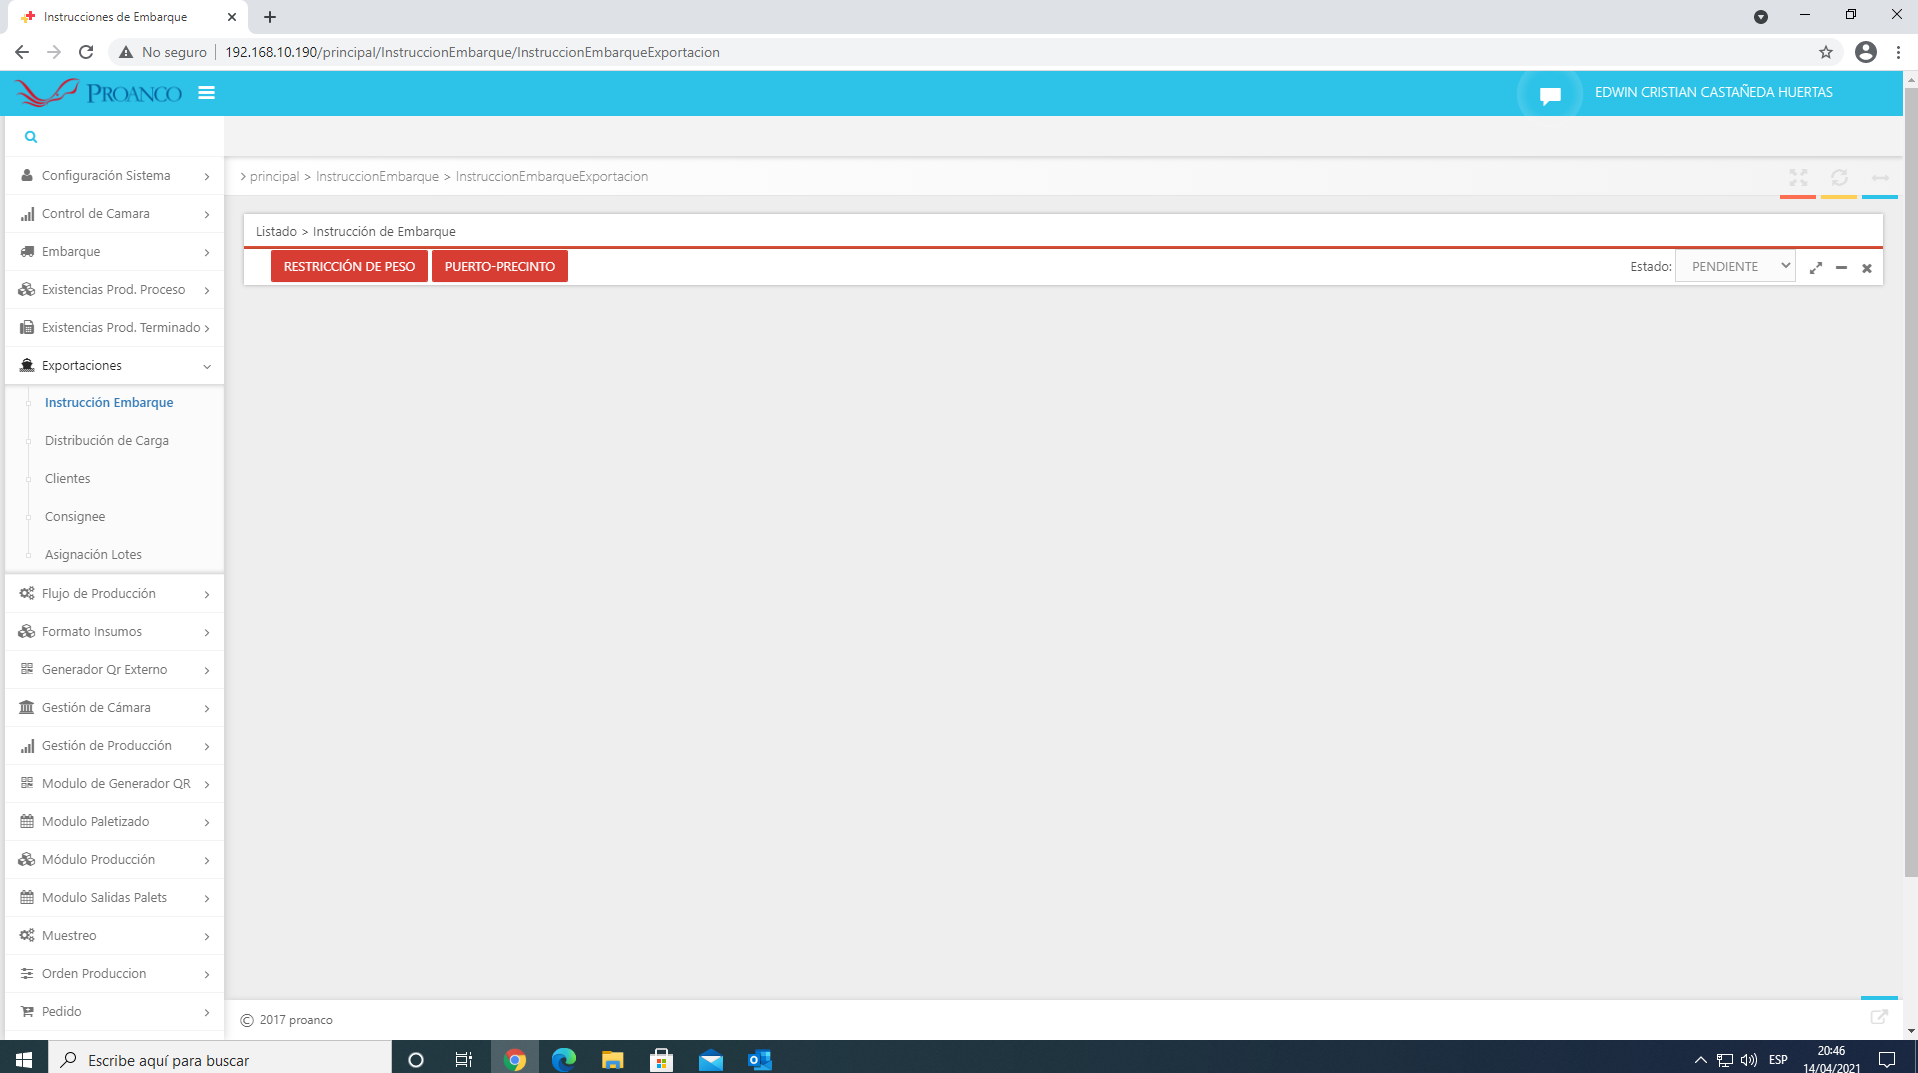 Instrucciones de Embarque
No seguro
192.168.10.190/principal/InstruccionEmbarque/InstruccionEmbarqueExportacion
PROANCO
EDWIN CRISTIAN CASTAÑEDA HUERTAS
Configuración Sistema
Control de Camara
Embarque
Existencias Prod. Proceso
Existencias Prod. Terminado
Exportaciones
Instrucción Embarque
Distribución de Carga
Clientes
Consignee
Asignación Lotes
Flujo de Producción
Formato Insumos
Generador Qr Externo
Gestión de Cámara
Gestión de Producción
Modulo de Generador QR
Modulo Paletizado
Módulo Producción
Modulo Salidas Palets
Muestreo
Orden Produccion
Pedido
> principal > InstruccionEmbarque > InstruccionEmbarqueExportacion
Listado > Instrucción de Embarque
RESTRICCIÓN DE PESO
PUERTO-PRECINTO
Estado: PENDIENTE
© 2017 proanco
Escribe aquí para buscar
ESP
20:46
14/04/2021